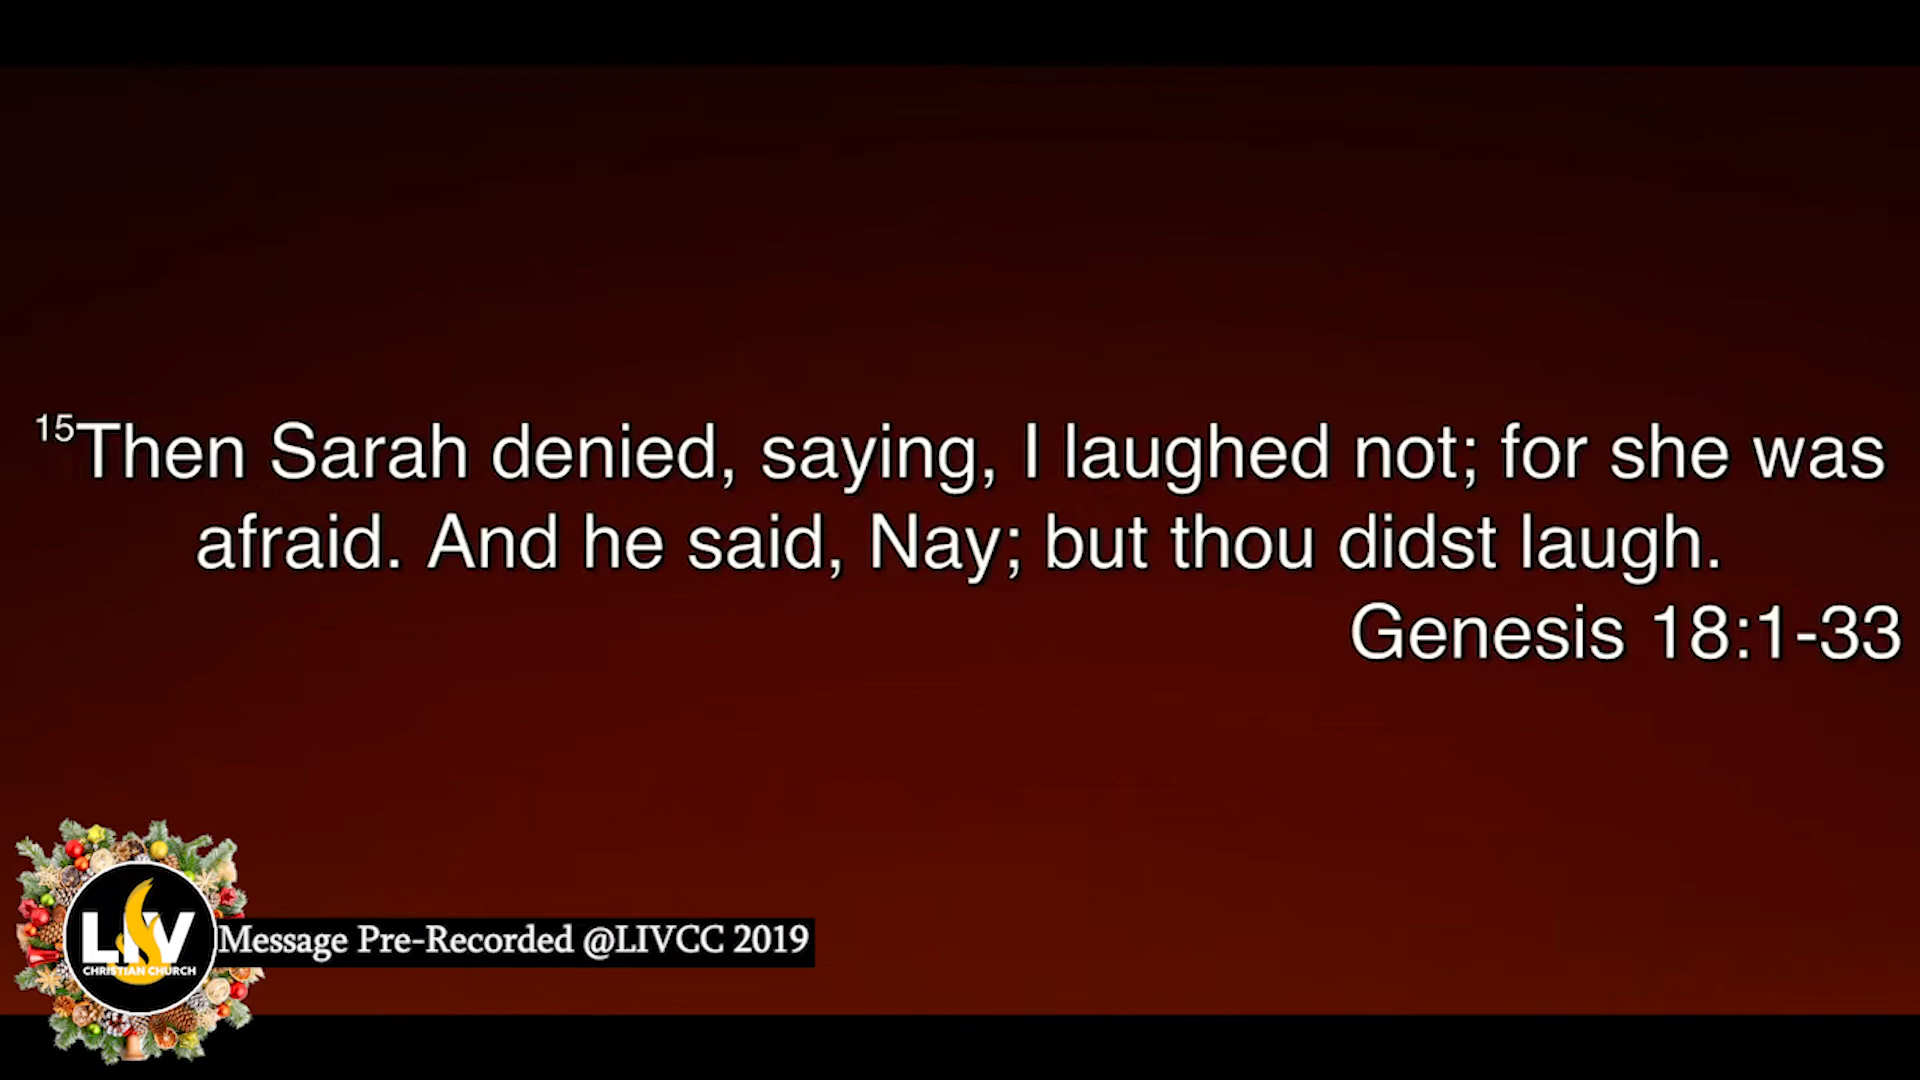 15Then Sarah denied, saying, I laughed not; for she was
afraid. And he said, Nay; but thou didst laugh.
Genesis 18:1-33
LIV
CHRISTIAN CHURCH
Message Pre-Recorded @LIVCC 2019